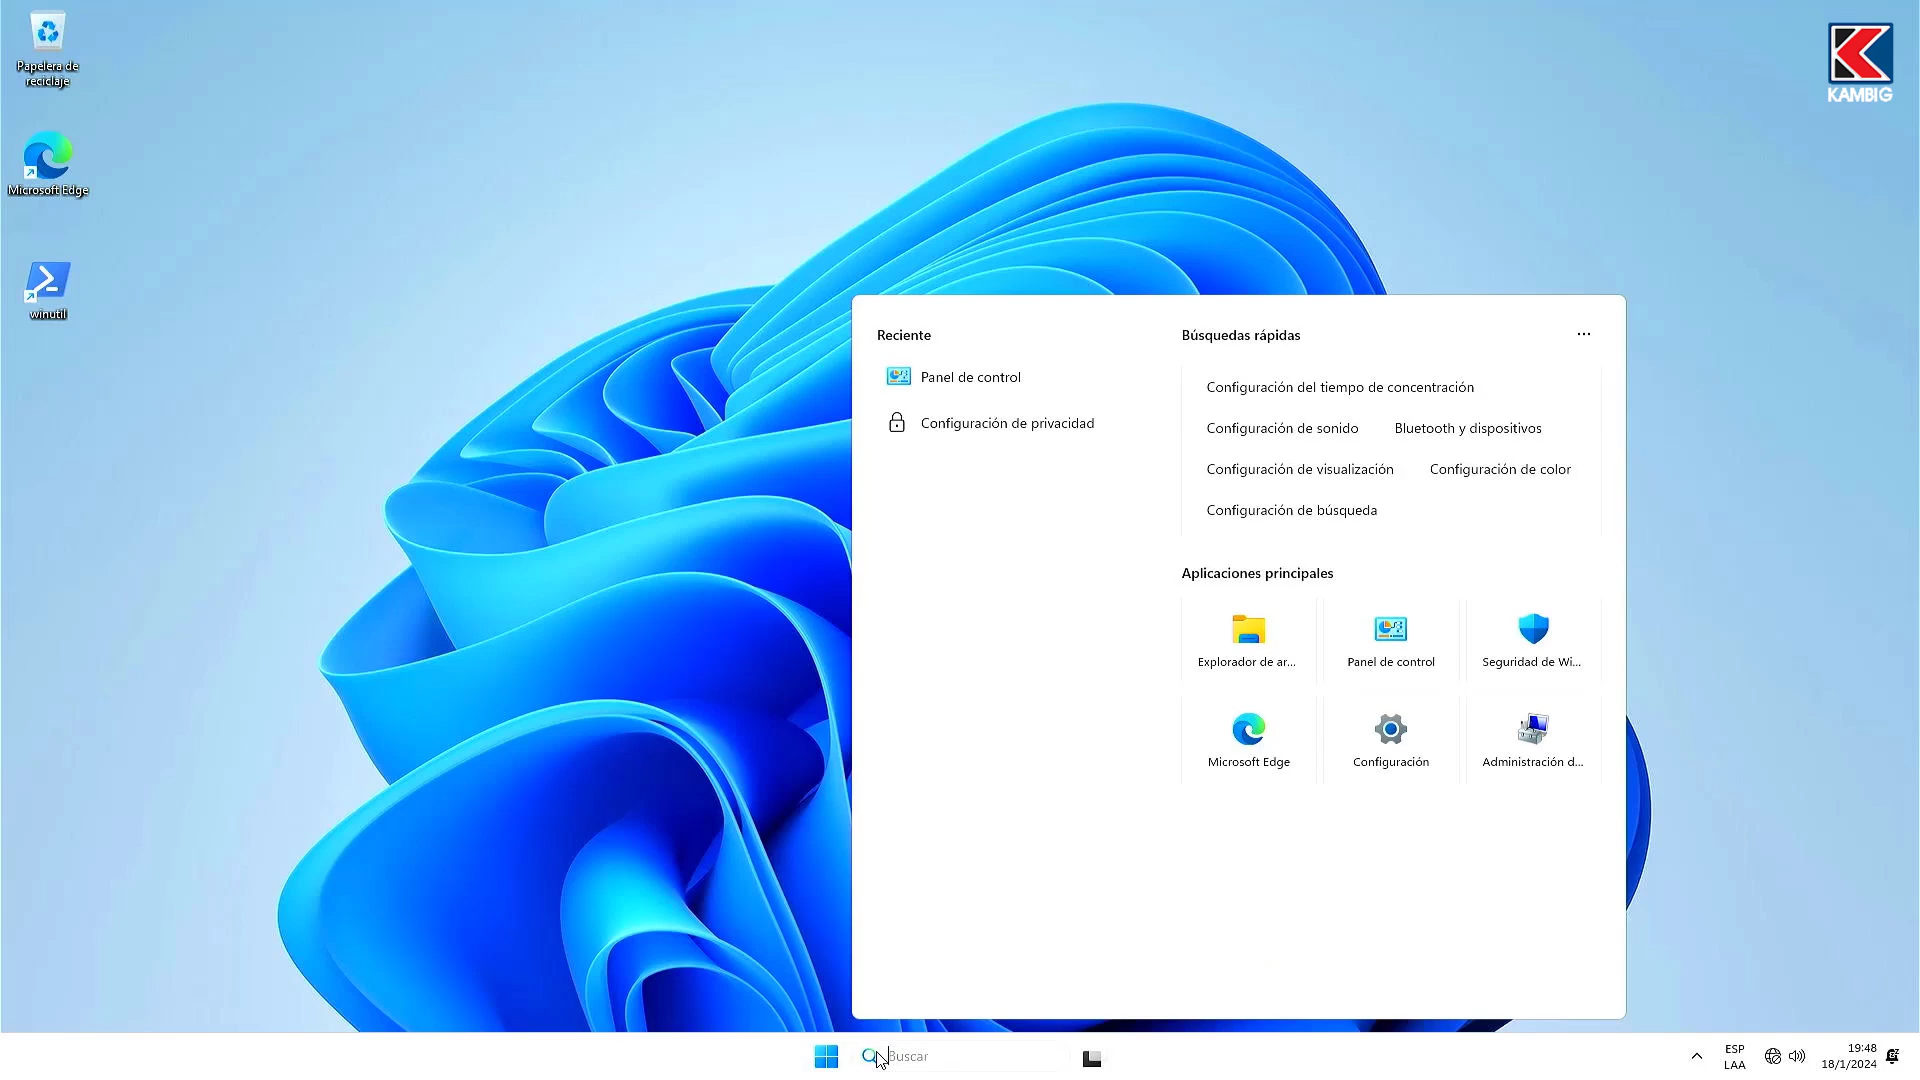 Papelera de
reciclaje
Microsoft Edge
winutil
KAMBIG
Reciente
Panel de control
Configuración de privacidad
Búsquedas rápidas
Configuración del tiempo de concentración
Configuración de sonido
Bluetooth y dispositivos
Configuración de visualización
Configuración de color
Configuración de búsqueda
Aplicaciones principales
Explorador de ar...
Panel de control
Seguridad de Wi...
Microsoft Edge
Configuración
Administración d...
Buscar
ESP
LAA
19:48
18/1/2024